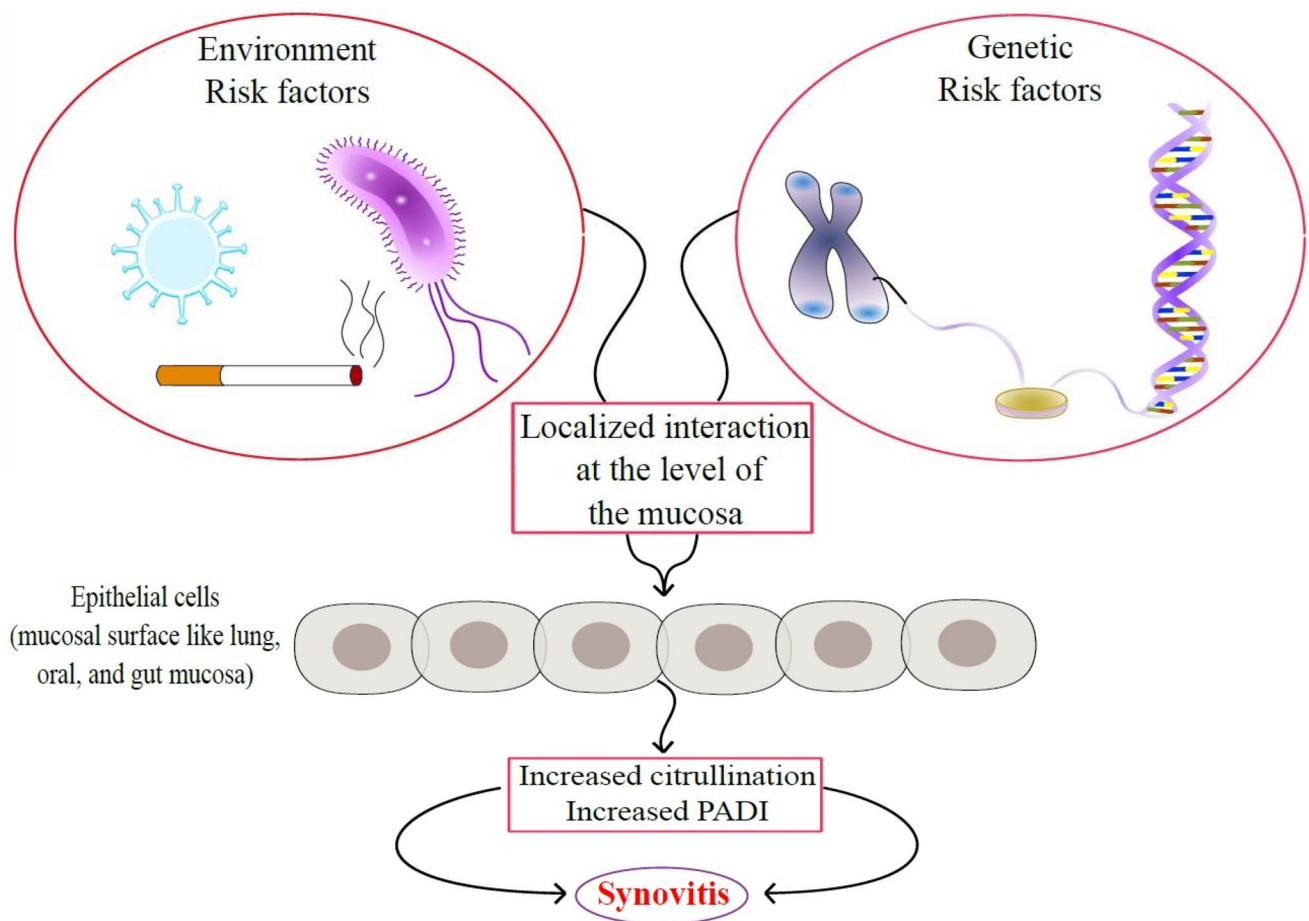 Environment
Risk factors
Genetic
Risk factors
Localized interaction
at the level of
the mucosa
Epithelial cells
(mucosal surface like lung,
oral, and gut mucosa)
Increased citrullination
Increased PADI
Synovitis